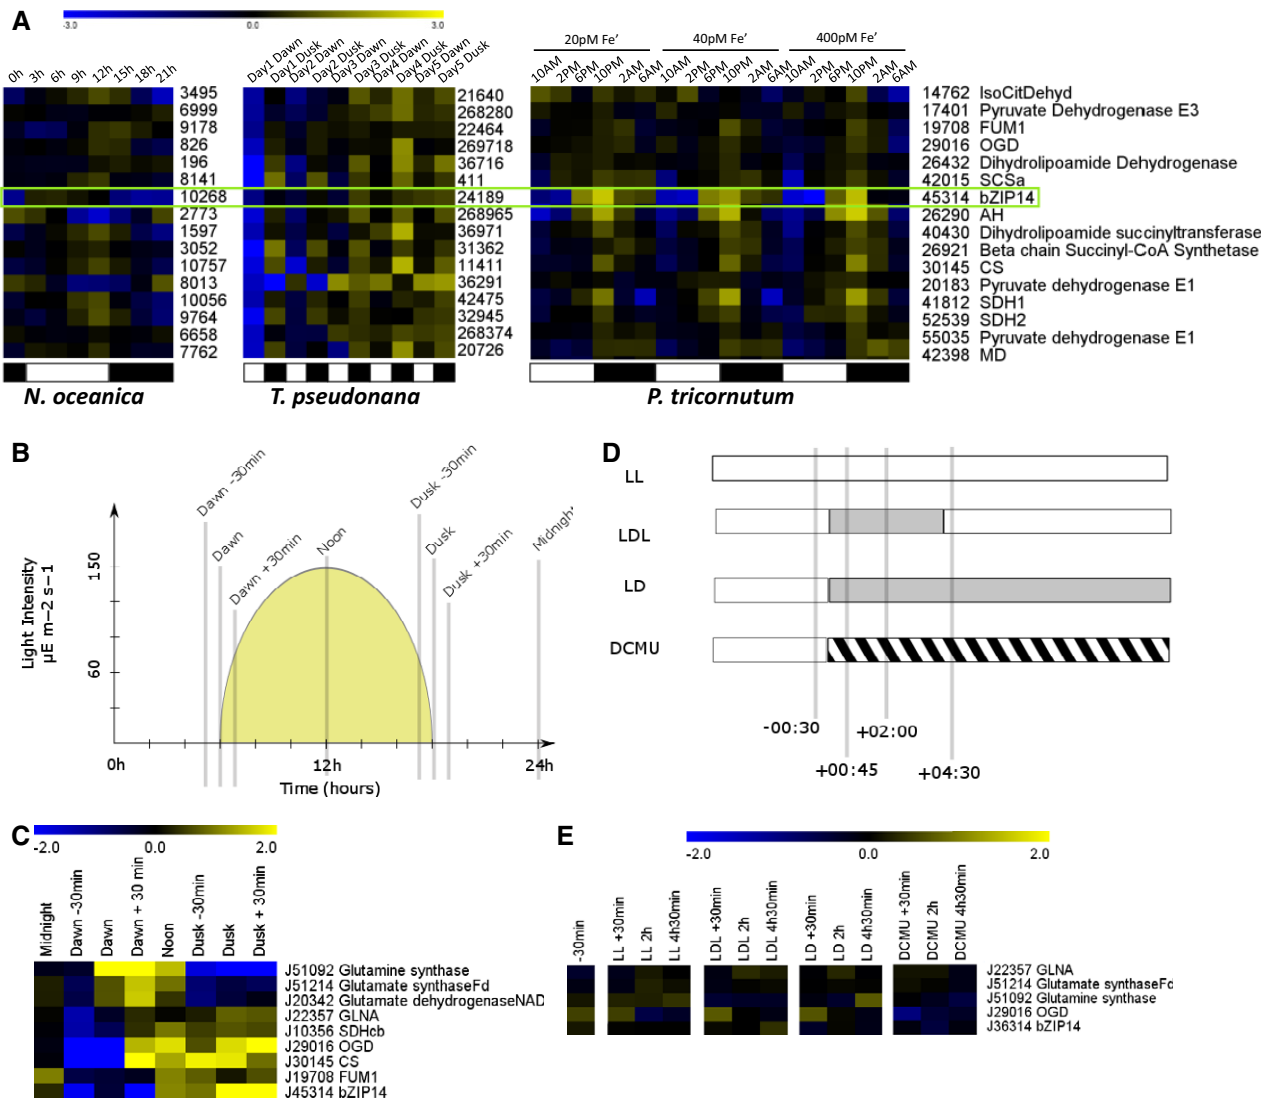 A
-3.0 0.0 3.0
0h 3h 6h 9h 12h 15h 18h 21h
Day1 Dawn Day1 Dusk Day2 Dawn Day2 Dusk Day3 Dawn Day3 Dusk Day4 Dawn Day4 Dusk Day5 Dawn Day5 Dusk
20pM Fe' 40pM Fe' 400pM Fe'
10AM 2PM 6PM 10PM 2AM 6AM 10AM 2PM 6PM 10PM 2AM 6AM 10AM 2PM 6PM 10PM 2AM 6AM
3495 21640 14762 IsoCitDehyd
6999 268280 17401 Pyruvate Dehydrogenase E3
9178 22464 19708 FUM1
826 269718 29016 OGD
196 36716 26432 Dihydrolipoamide Dehydrogenase
8141 411 42015 SCSa
10268 24189 45314 bZIP14
2773 268965 26290 AH
1597 36971 40430 Dihydrolipoamide succinyltransferase
3052 31362 26921 Beta chain Succinyl-CoA Synthetase
10757 11411 30145 CS
8013 36291 20183 Pyruvate dehydrogenase E1
10056 42475 41812 SDH1
9764 32945 52539 SDH2
6658 268374 55035 Pyruvate dehydrogenase E1
7762 20726 42398 MD
N. oceanica T. pseudonana P. tricornutum
B
Dawn -30min
Dawn
Dawn +30min
Noon
Dusk -30min
Dusk
Dusk +30min
Midnight
Light Intensity
µE m-2 s-1
150
60
0h 12h 24h
Time (hours)
D
LL
LDL
LD
DCMU
-00:30 +02:00
+00:45 +04:30
C
-2.0 0.0 2.0
Midnight
Dawn -30min
Dawn
Dawn + 30 min
Noon
Dusk -30min
Dusk
Dusk + 30min
J51092 Glutamine synthase
J51214 Glutamate synthaseFd
J20342 Glutamate dehydrogenaseNAD
J22357 GLNA
J10356 SDHcb
J29016 OGD
J30145 CS
J19708 FUM1
J45314 bZIP14
E
-2.0 0.0 2.0
-30min
LL +30min
LL 2h
LL 4h30min
LDL +30min
LDL 2h
LDL 4h30min
LD +30min
LD 2h
LD 4h30min
DCMU +30min
DCMU 2h
DCMU 4h30min
J22357 GLNA
J51214 Glutamate synthaseFd
J51092 Glutamine synthase
J29016 OGD
J36314 bZIP14